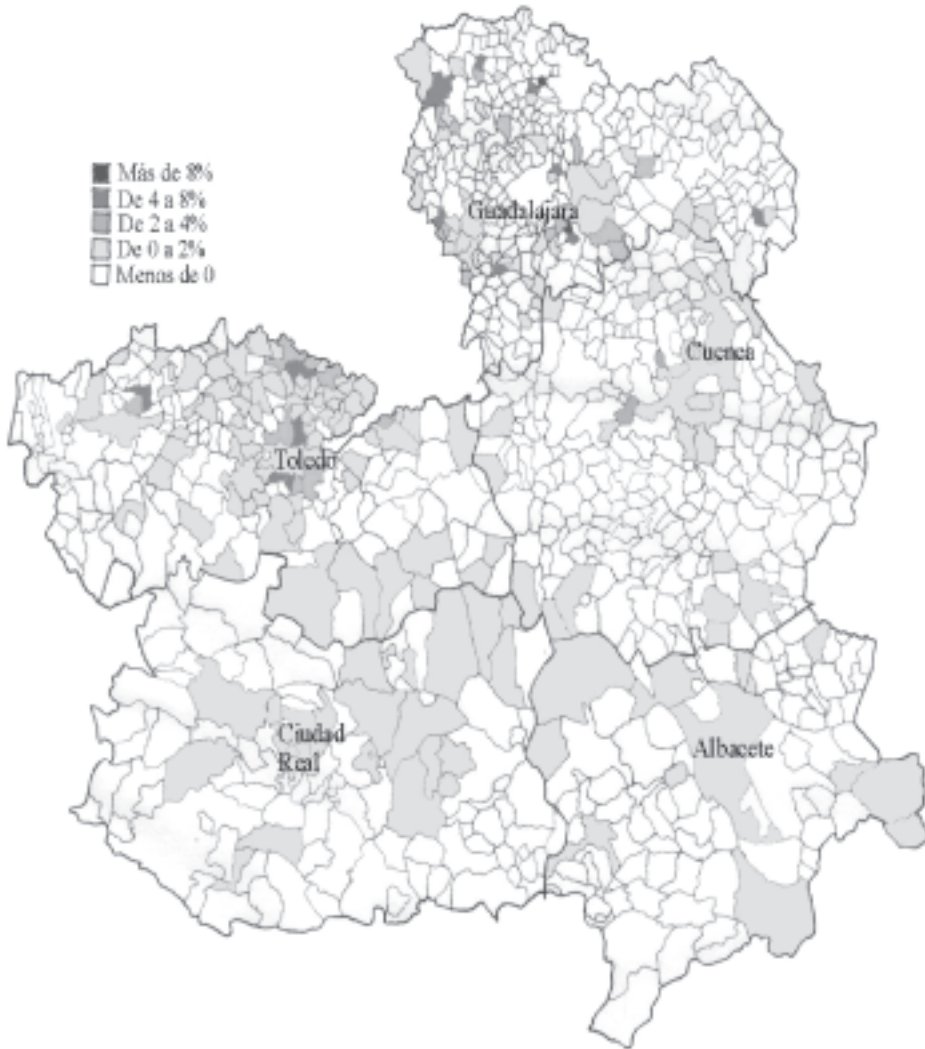 Más de 8%
De 4 a 8%
De 2 a 4%
De 0 a 2%
Menos de 0
Guadalajara
Cuenca
Toledo
Ciudad
Real
Albacete